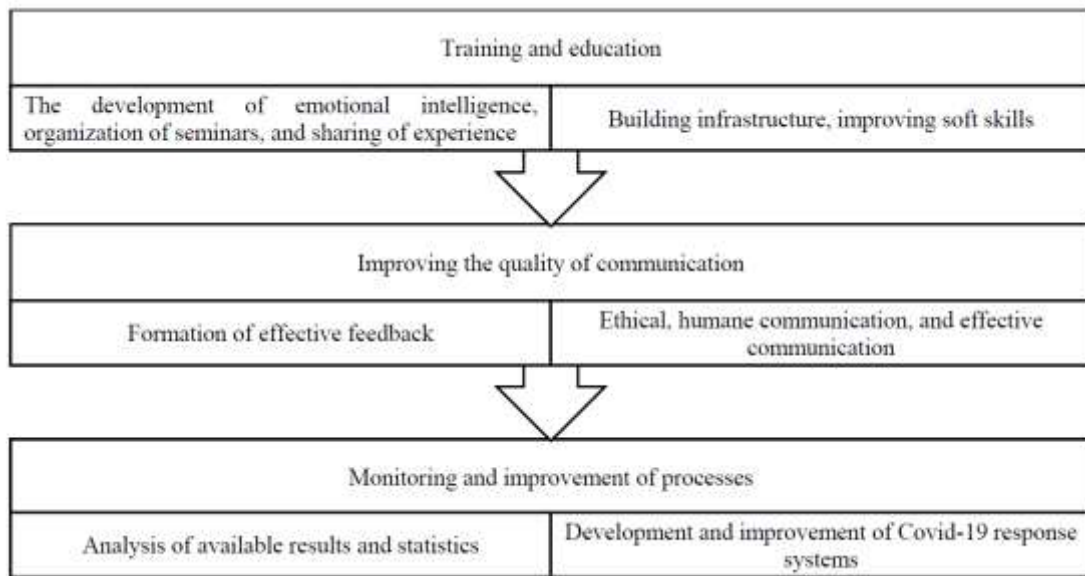 Training and education
The development of emotional intelligence,
organization of seminars, and sharing of experience
Building infrastructure, improving soft skills
Improving the quality of communication
Formation of effective feedback
Ethical, humane communication, and effective
communication
Monitoring and improvement of processes
Analysis of available results and statistics
Development and improvement of Covid-19 response
systems